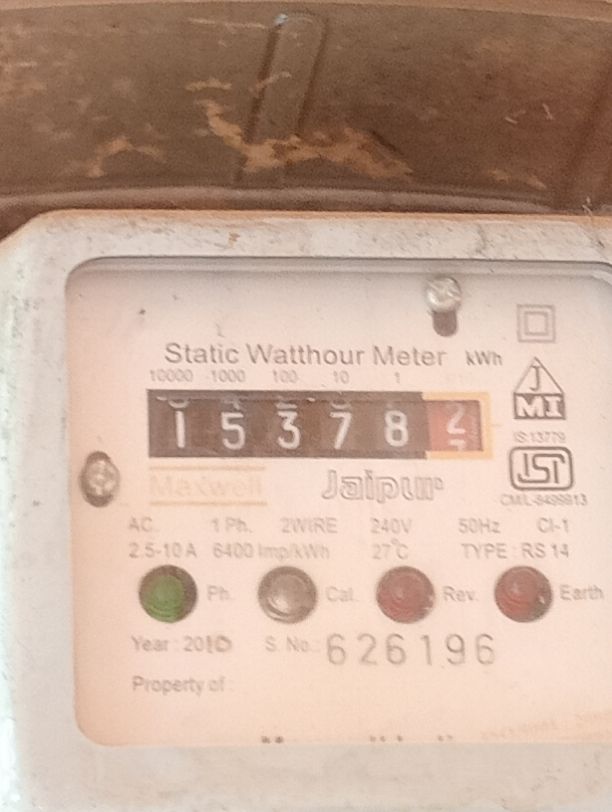 Static Watthour Meter kWh
10000 1000 100 10 1
1 5 3 7 8 2
J
MI
IS:13779
ISI
Maxwell Jaipur
AC. 1 Ph. 2WIRE 240V 50Hz Cl-1
2.5-10 A 6400 Imp/kWh 27°C TYPE : RS 14
Ph. Cal. Rev. Earth
Year : 2010 S. No.: 626196
Property of :